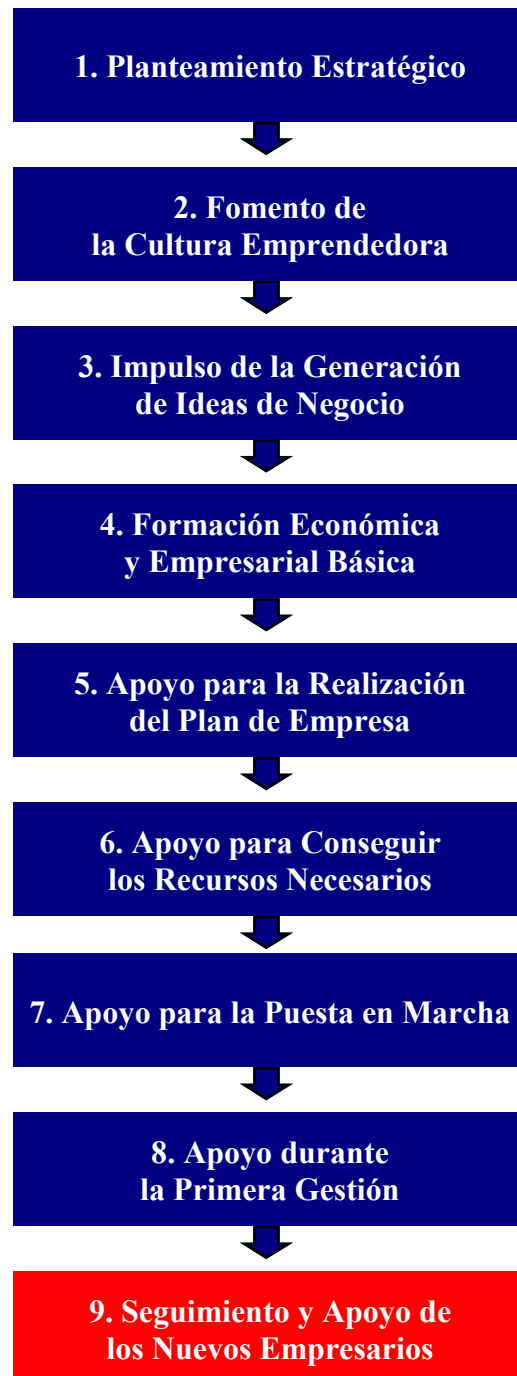 1. Planteamiento Estratégico
2. Fomento de
la Cultura Emprendedora
3. Impulso de la Generación
de Ideas de Negocio
4. Formación Económica
y Empresarial Básica
5. Apoyo para la Realización
del Plan de Empresa
6. Apoyo para Conseguir
los Recursos Necesarios
7. Apoyo para la Puesta en Marcha
8. Apoyo durante
la Primera Gestión
9. Seguimiento y Apoyo de
los Nuevos Empresarios